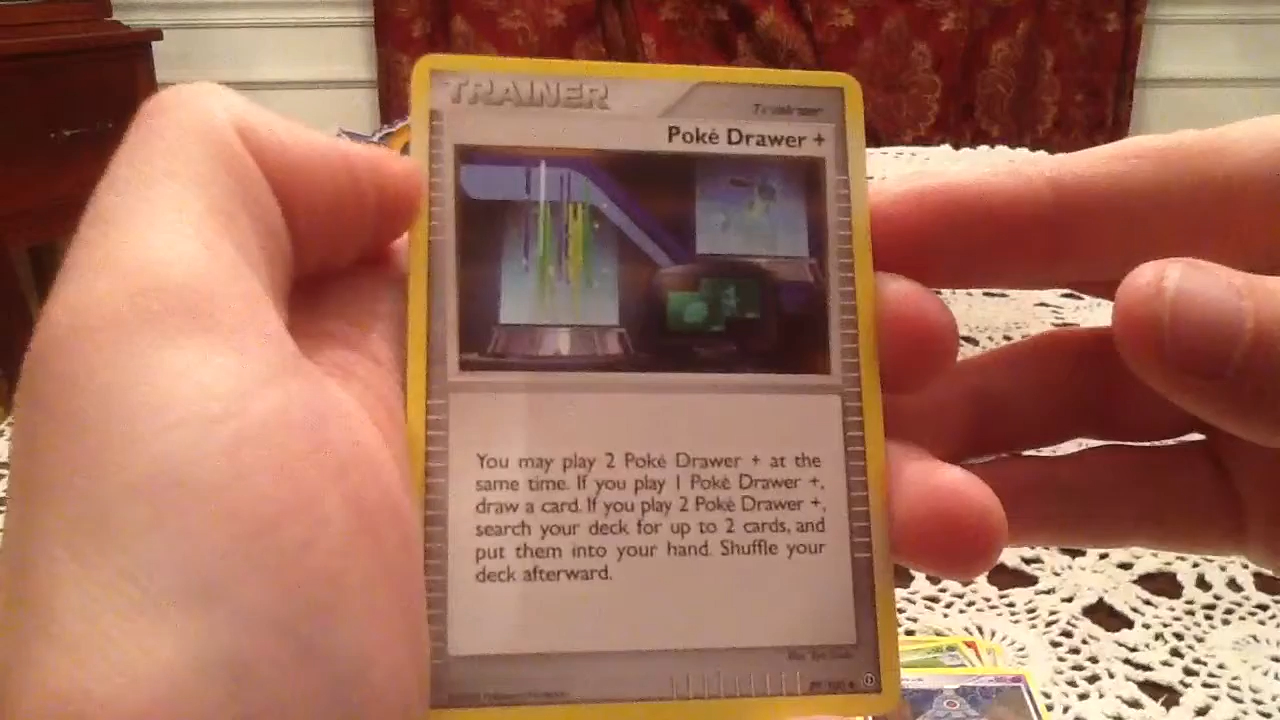 TRAINER
Trainer
Poké Drawer +
You may play 2 Poké Drawer + at the
same time. If you play 1 Poké Drawer +,
draw a card. If you play 2 Poké Drawer +,
search your deck for up to 2 cards, and
put them into your hand. Shuffle your
deck afterward.